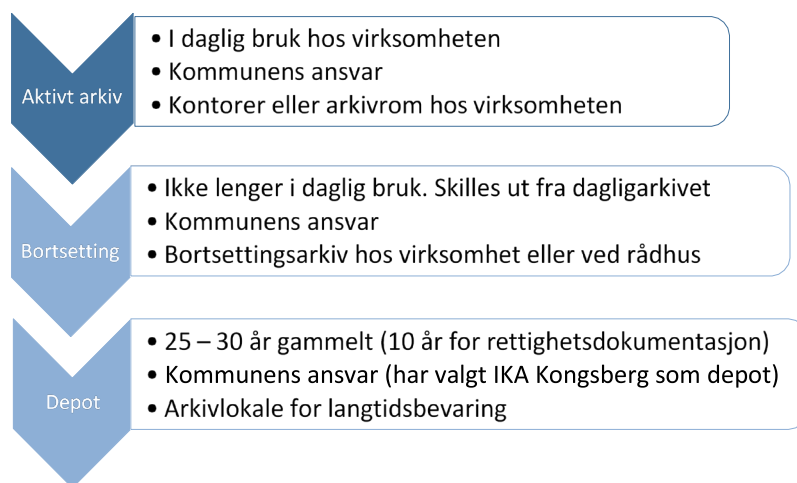 Aktivt arkiv
• I daglig bruk hos virksomheten
• Kommunens ansvar
• Kontorer eller arkivrom hos virksomheten
Bortsetting
• Ikke lenger i daglig bruk. Skilles ut fra dagligarkivet
• Kommunens ansvar
• Bortsettingsarkiv hos virksomhet eller ved rådhus
Depot
• 25 – 30 år gammelt (10 år for rettighetsdokumentasjon)
• Kommunens ansvar (har valgt IKA Kongsberg som depot)
• Arkivlokale for langtidsbevaring